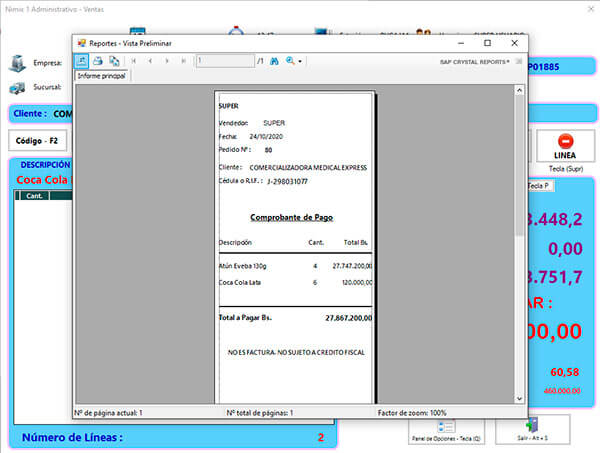 Nimix 1 Administrativo - Ventas
Reportes - Vista Preliminar
1 /1
SAP CRYSTAL REPORTS®
Informe principal
Empresa:
Sucursal:
P01885
Cliente : COM
Código - F2
LINEA
Tecla (Supr)
DESCRIPCIÓN
Coca Cola
Cant.
Tecla P
SUPER
Vendedor: SUPER
Fecha: 24/10/2020
Pedido Nº: 80
Cliente: COMERCIALIZADORA MEDICAL EXPRESS
Cédula o R.I.F. : J-298031077
Comprobante de Pago
Descripción Cant. Total Bs.
Atún Eveba 130g 4 27.747.200,00
Coca Cola Lata 6 120.000,00
Total a Pagar Bs. 27.867.200,00
NO ES FACTURA- NO SUJETO A CREDITO FISCAL
3.448,2
0,00
3.751,7
AR :
00,00
60,58
460.000,00
Nº de página actual: 1 Nº total de páginas: 1 Factor de zoom: 100%
Número de Líneas : 2
Panel de Opciones - Tecla (Q)
Salir - Alt + S